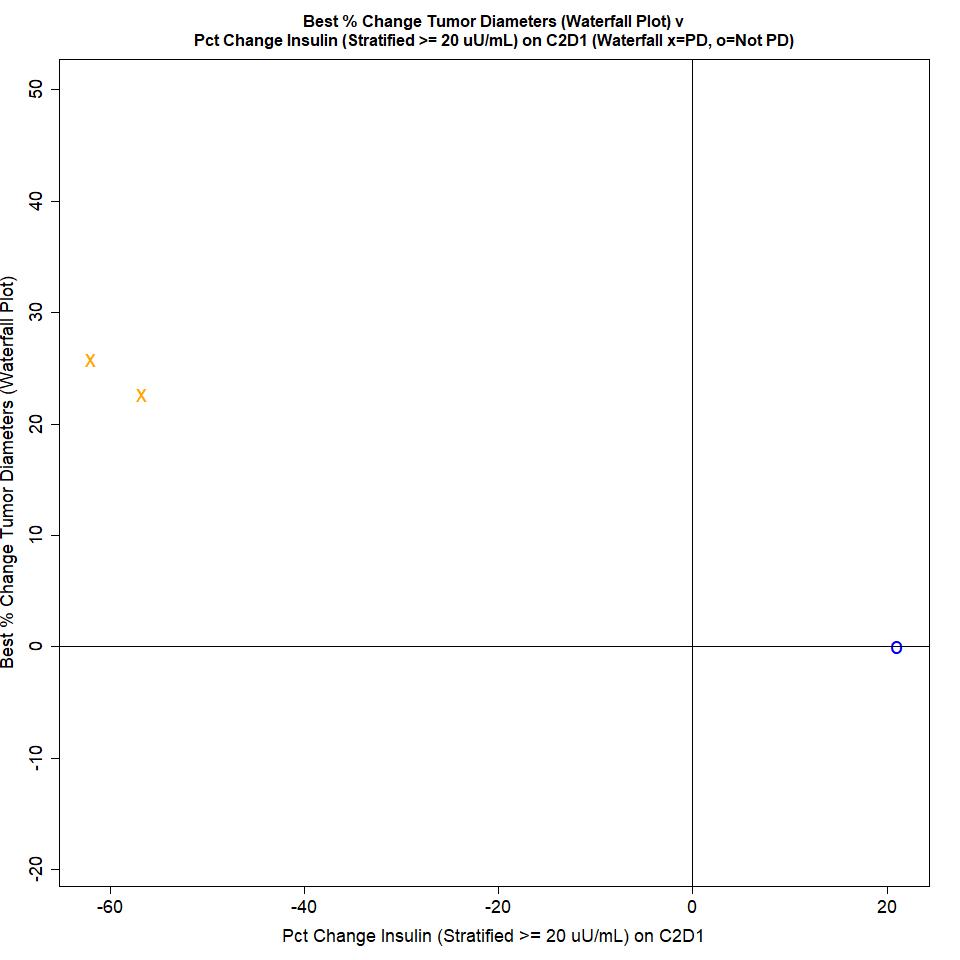 Best % Change Tumor Diameters (Waterfall Plot) v
Pct Change Insulin (Stratified >= 20 uU/mL) on C2D1 (Waterfall x=PD, o=Not PD)
Best % Change Tumor Diameters (Waterfall Plot)
50
40
30
20
10
0
-10
-20
X
X
O
-60
-40
-20
0
20
Pct Change Insulin (Stratified >= 20 uU/mL) on C2D1